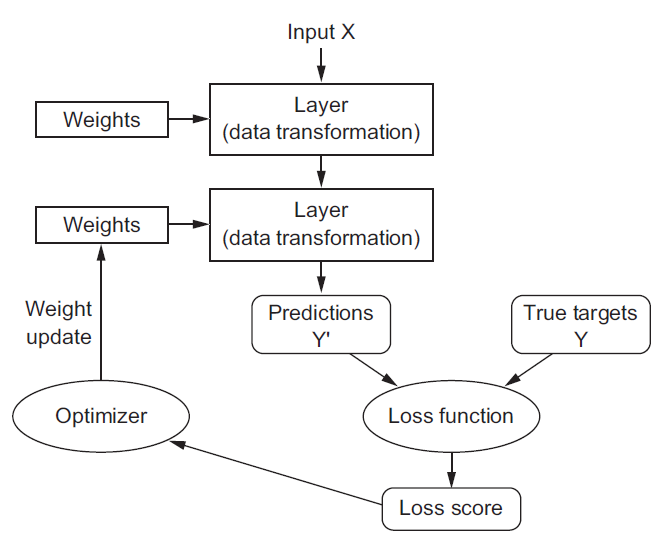 Input X
Layer
(data transformation)
Weights
Layer
(data transformation)
Weights
Weight
update
Predictions
Y'
True targets
Y
Optimizer
Loss function
Loss score